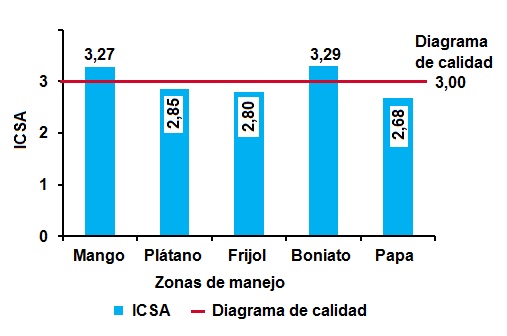 Diagrama
de calidad
3,00
3,27
3,29
2,85
2,80
2,68
ICSA
3
2
1
0
Mango Plátano Frijol Boniato Papa
Zonas de manejo
ICSA Diagrama de calidad